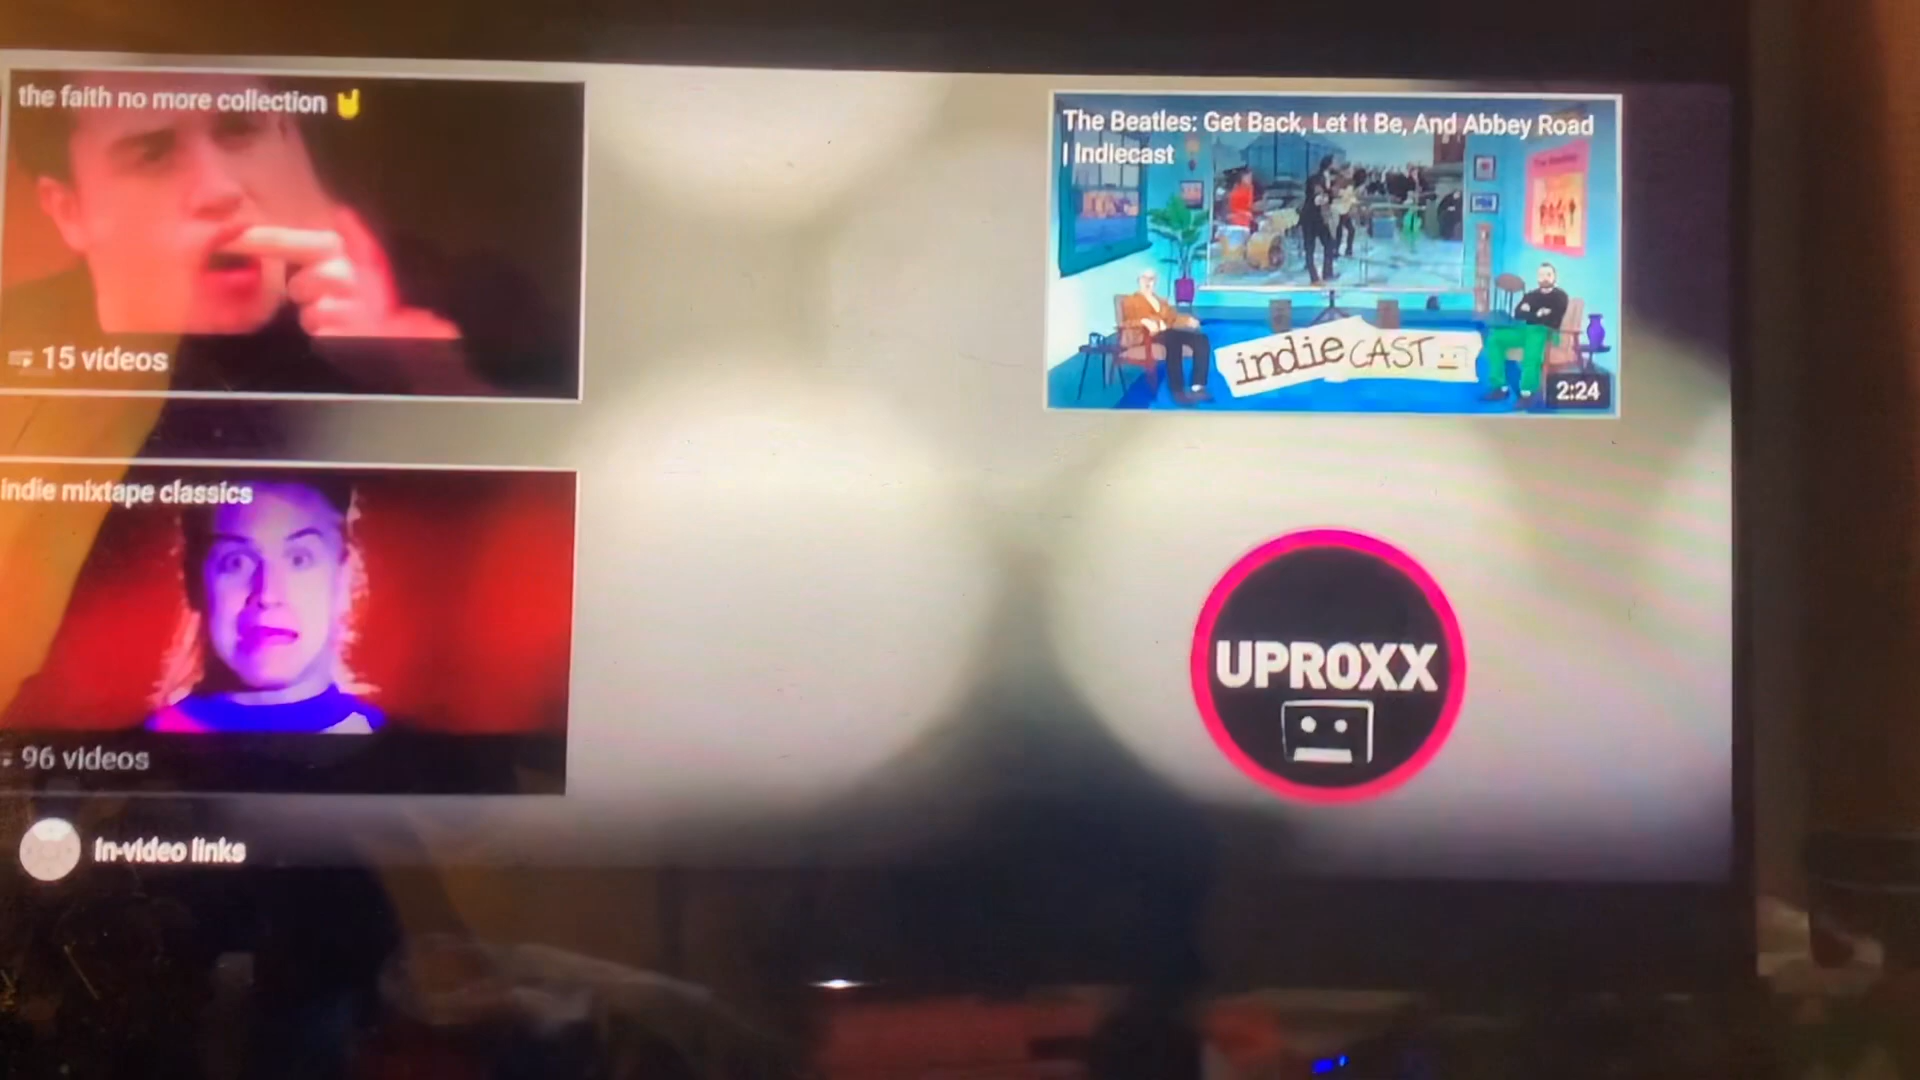 the faith no more collection 🤘
15 videos
The Beatles: Get Back, Let It Be, And Abbey Road
| Indiecast
indie CAST
2:24
indie mixtape classics
96 videos
UPROXX
In-video links